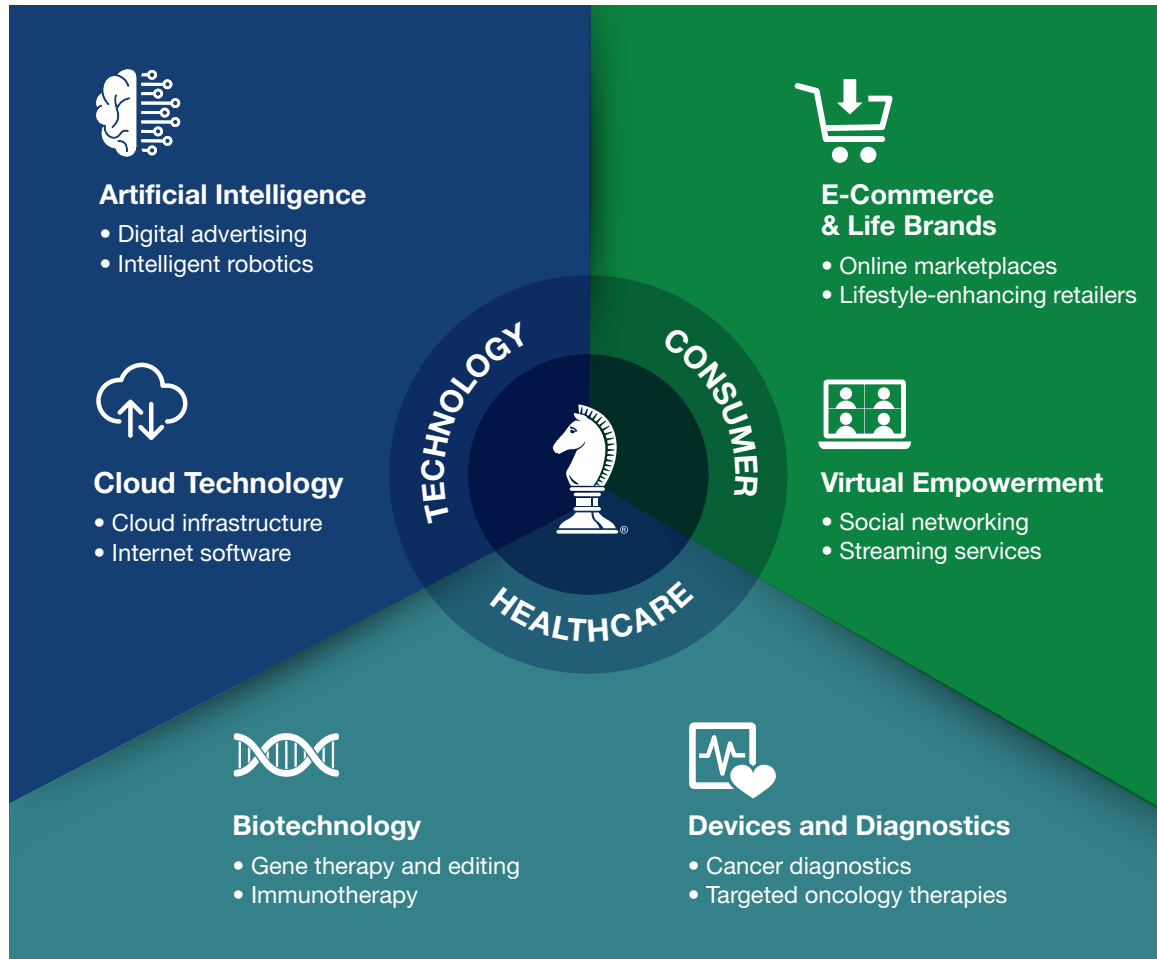 Artificial Intelligence
• Digital advertising
• Intelligent robotics
Cloud Technology
• Cloud infrastructure
• Internet software
E-Commerce
& Life Brands
• Online marketplaces
• Lifestyle-enhancing retailers
Virtual Empowerment
• Social networking
• Streaming services
TECHNOLOGY
CONSUMER
HEALTHCARE
®
Biotechnology
• Gene therapy and editing
• Immunotherapy
Devices and Diagnostics
• Cancer diagnostics
• Targeted oncology therapies